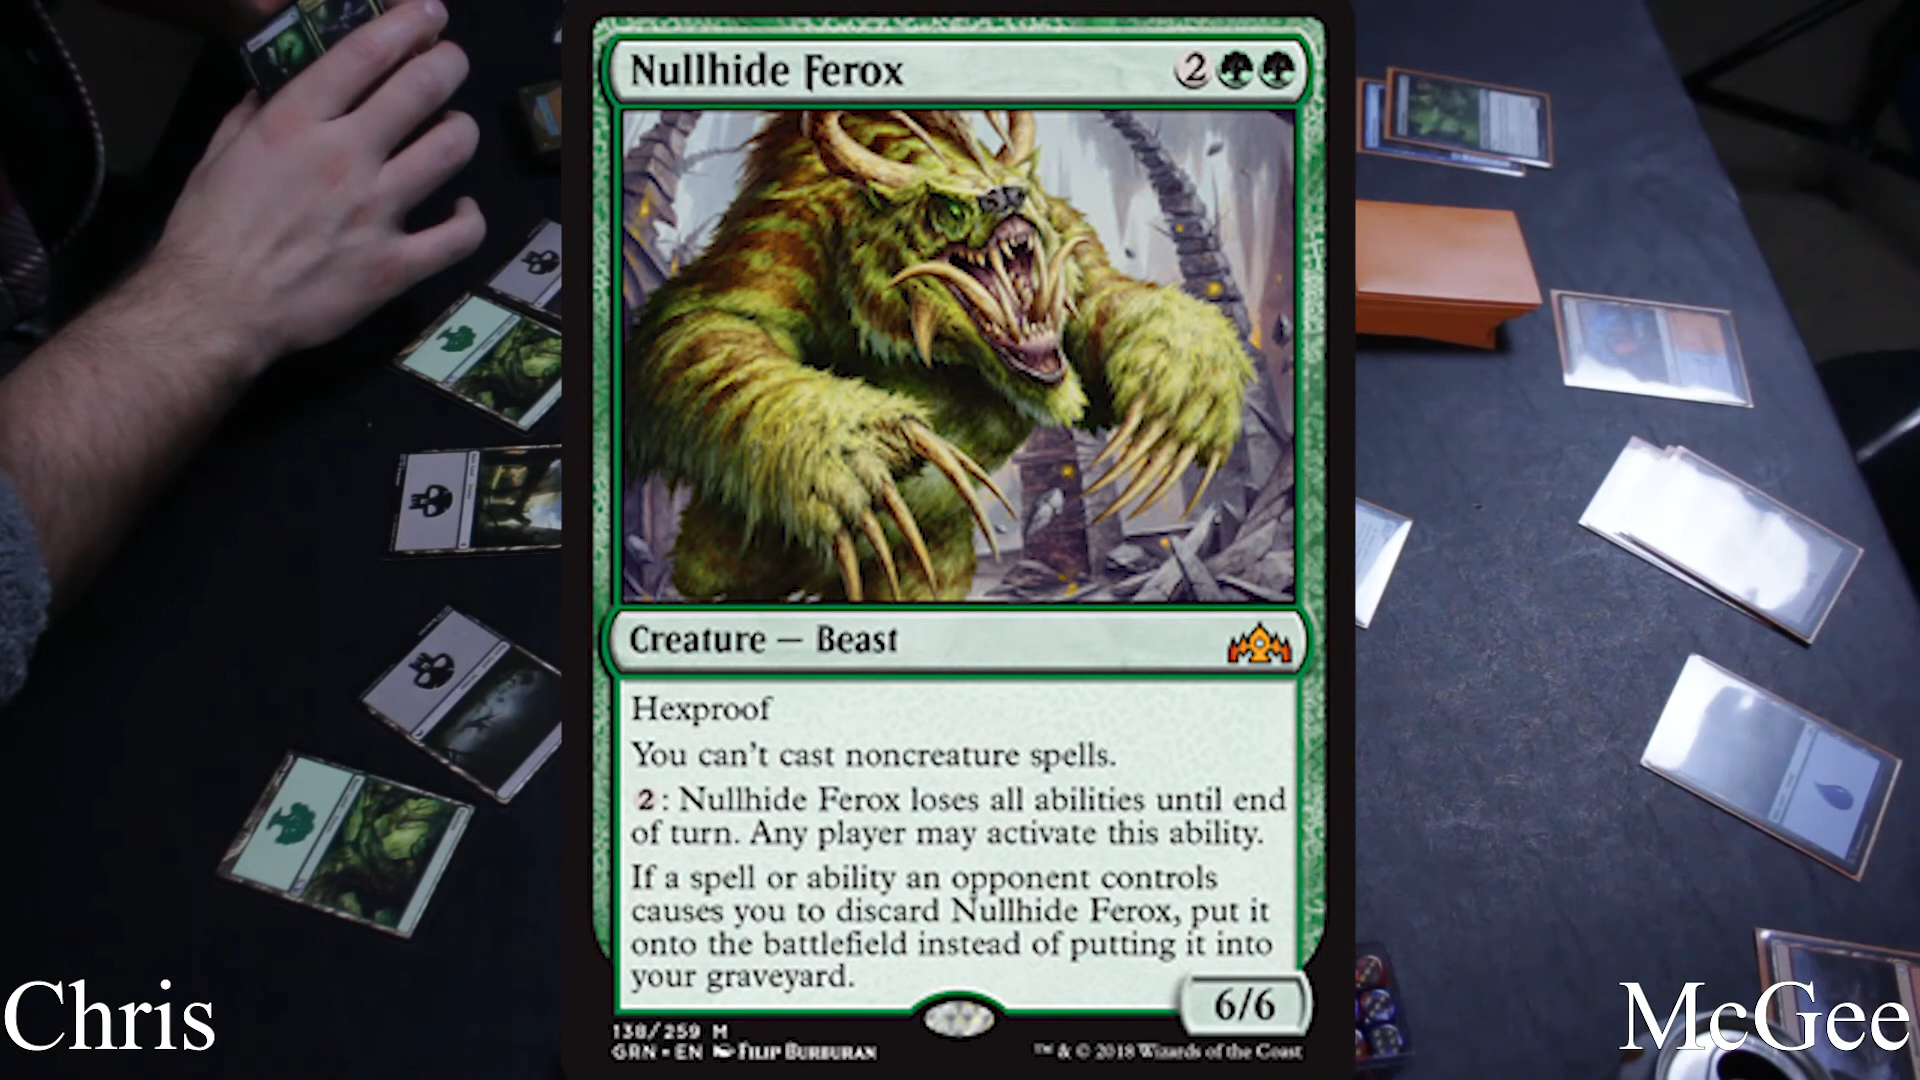 Nullhide Ferox 2
Creature — Beast
Hexproof
You can't cast noncreature spells.
2: Nullhide Ferox loses all abilities until end
of turn. Any player may activate this ability.
If a spell or ability an opponent controls
causes you to discard Nullhide Ferox, put it
onto the battlefield instead of putting it into
your graveyard.
6/6
138/259 M
GRN • EN Filip Burburan
™ & © 2018 Wizards of the Coast
Chris
McGee